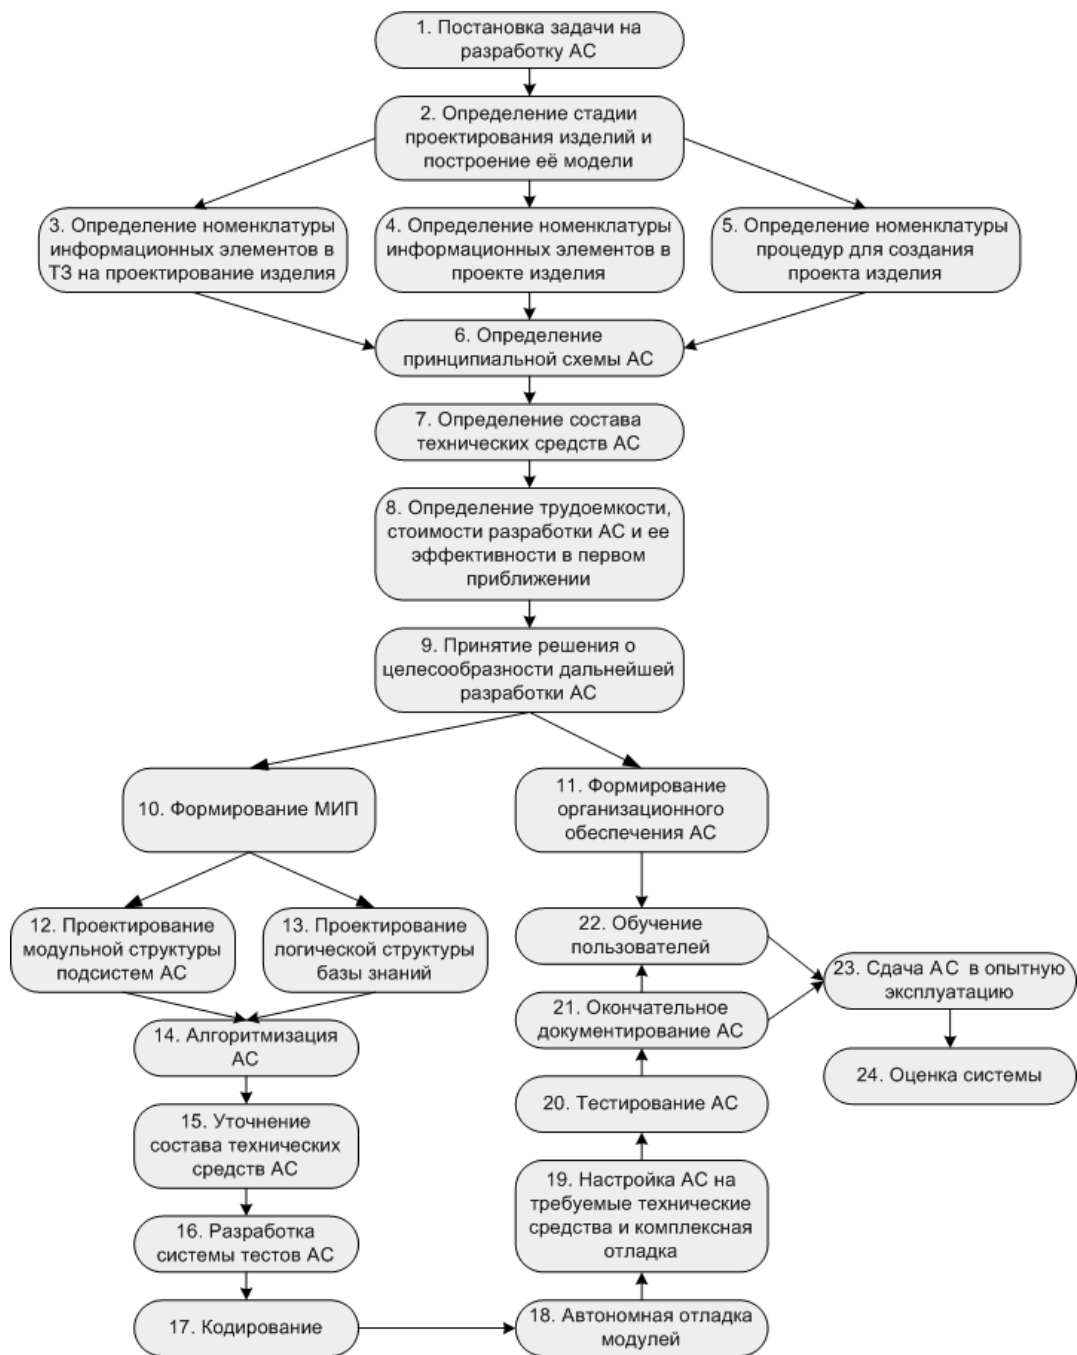 1. Постановка задачи на
разработку АС
2. Определение стадии
проектирования изделий и
построение её модели
3. Определение номенклатуры
информационных элементов в
ТЗ на проектирование изделия
4. Определение номенклатуры
информационных элементов в
проекте изделия
5. Определение номенклатуры
процедур для создания
проекта изделия
6. Определение
принципиальной схемы АС
7. Определение состава
технических средств АС
8. Определение трудоемкости,
стоимости разработки АС и ее
эффективности в первом
приближении
9. Принятие решения о
целесообразности дальнейшей
разработки АС
10. Формирование МИП
11. Формирование
организационного
обеспечения АС
12. Проектирование
модульной структуры
подсистем АС
13. Проектирование
логической структуры
базы знаний
22. Обучение
пользователей
23. Сдача АС в опытную
эксплуатацию
21. Окончательное
документирование АС
14. Алгоритмизация
АС
24. Оценка системы
20. Тестирование АС
15. Уточнение
состава технических
средств АС
19. Настройка АС на
требуемые технические
средства и комплексная
отладка
16. Разработка
системы тестов АС
17. Кодирование
18. Автономная отладка
модулей